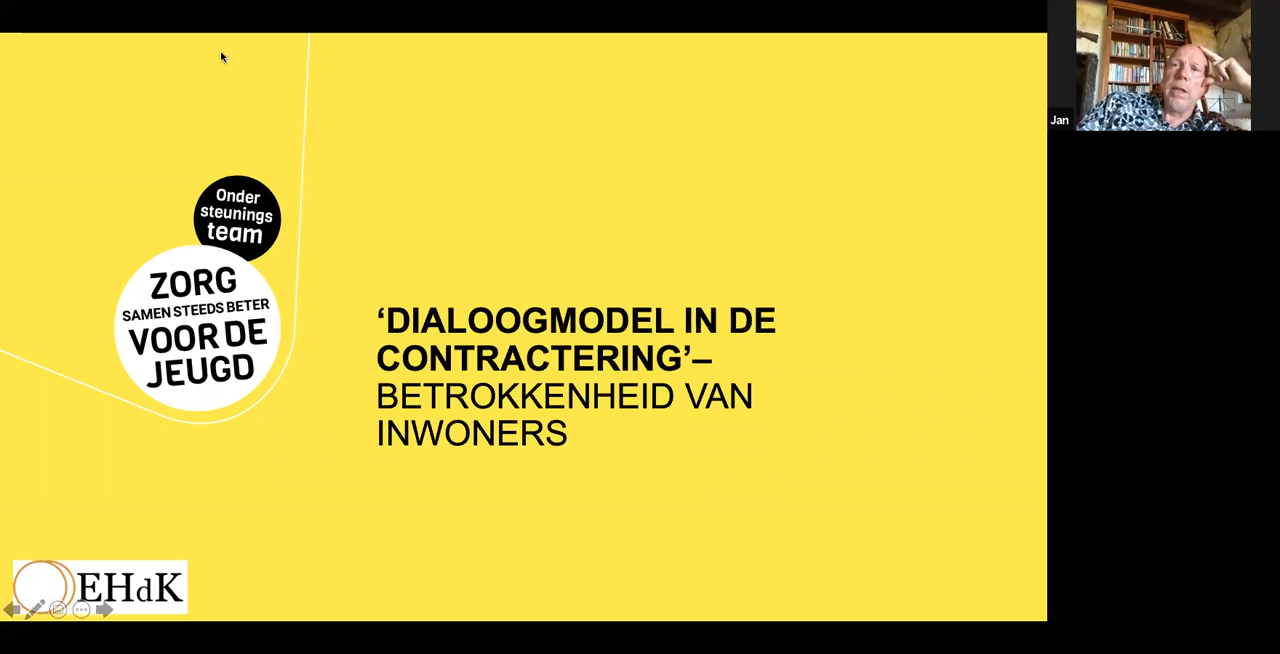 Onder
steunings
team
ZORG
SAMEN STEEDS BETER
VOOR DE
JEUGD
‘DIALOOGMODEL IN DE
CONTRACTERING’–
BETROKKENHEID VAN
INWONERS
EHdK
Jan